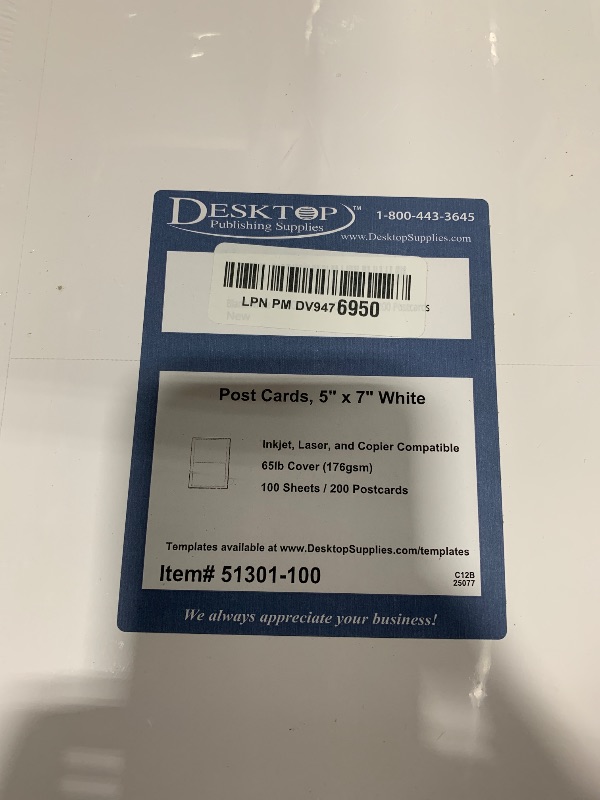 DESKTOP™
Publishing Supplies
1-800-443-3645
www.DesktopSupplies.com
LPN PM DV9476950
Now
Post Cards, 5" x 7" White
Inkjet, Laser, and Copier Compatible
65lb Cover (176gsm)
100 Sheets / 200 Postcards
Templates available at www.DesktopSupplies.com/templates
Item# 51301-100
C12B
25077
We always appreciate your business!